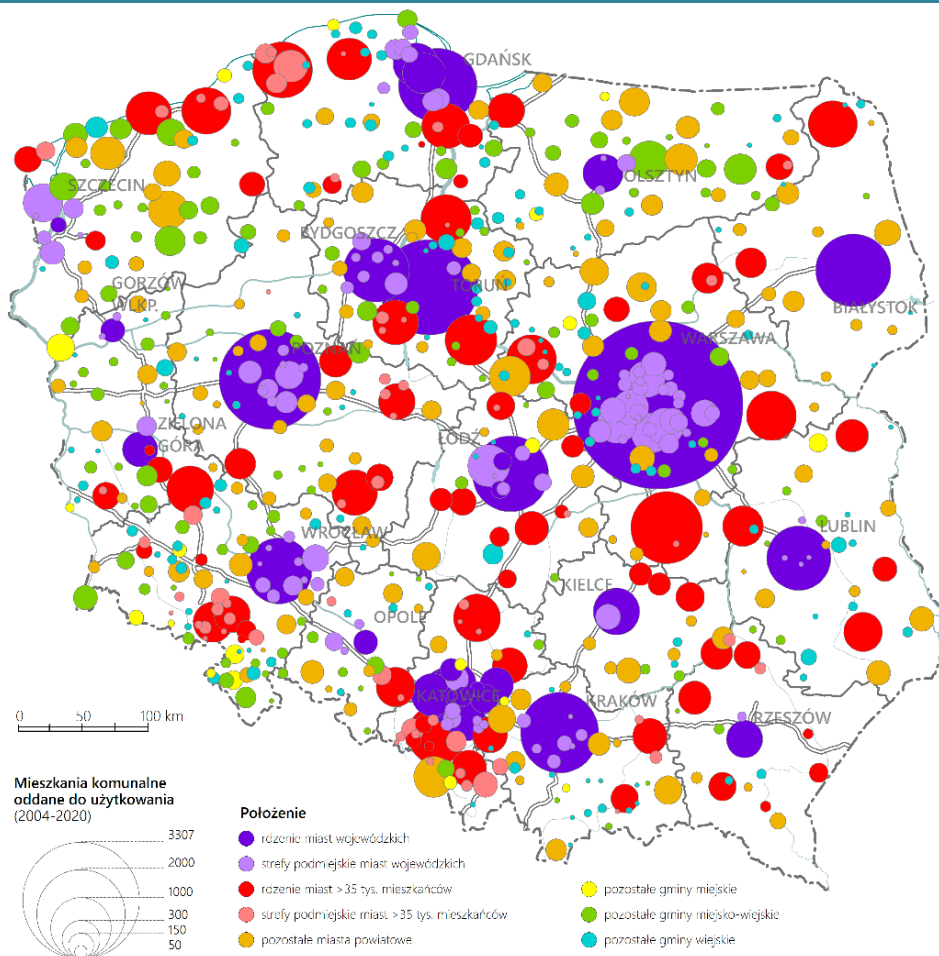 GDAŃSK
SZCZECIN
OLSZTYN
BYDGOSZCZ
TORUŃ
GORZÓW
WLKP.
BIAŁYSTOK
POZNAŃ
WARSZAWA
ZIELONA
GÓRA
ŁÓDŹ
WROCŁAW
LUBLIN
KIELCE
OPOLE
KATOWICE
KRAKÓW
RZESZÓW
0 50 100 km
Mieszkania komunalne
oddane do użytkowania
(2004-2020)
3307
2000
1000
300
150
50
Położenie
rdzenie miast wojewódzkich
strefy podmiejskie miast wojewódzkich
rdzenie miast >35 tys. mieszkańców
strefy podmiejskie miast >35 tys. mieszkańców
pozostałe miasta powiatowe
pozostałe gminy miejskie
pozostałe gminy miejsko-wiejskie
pozostałe gminy wiejskie